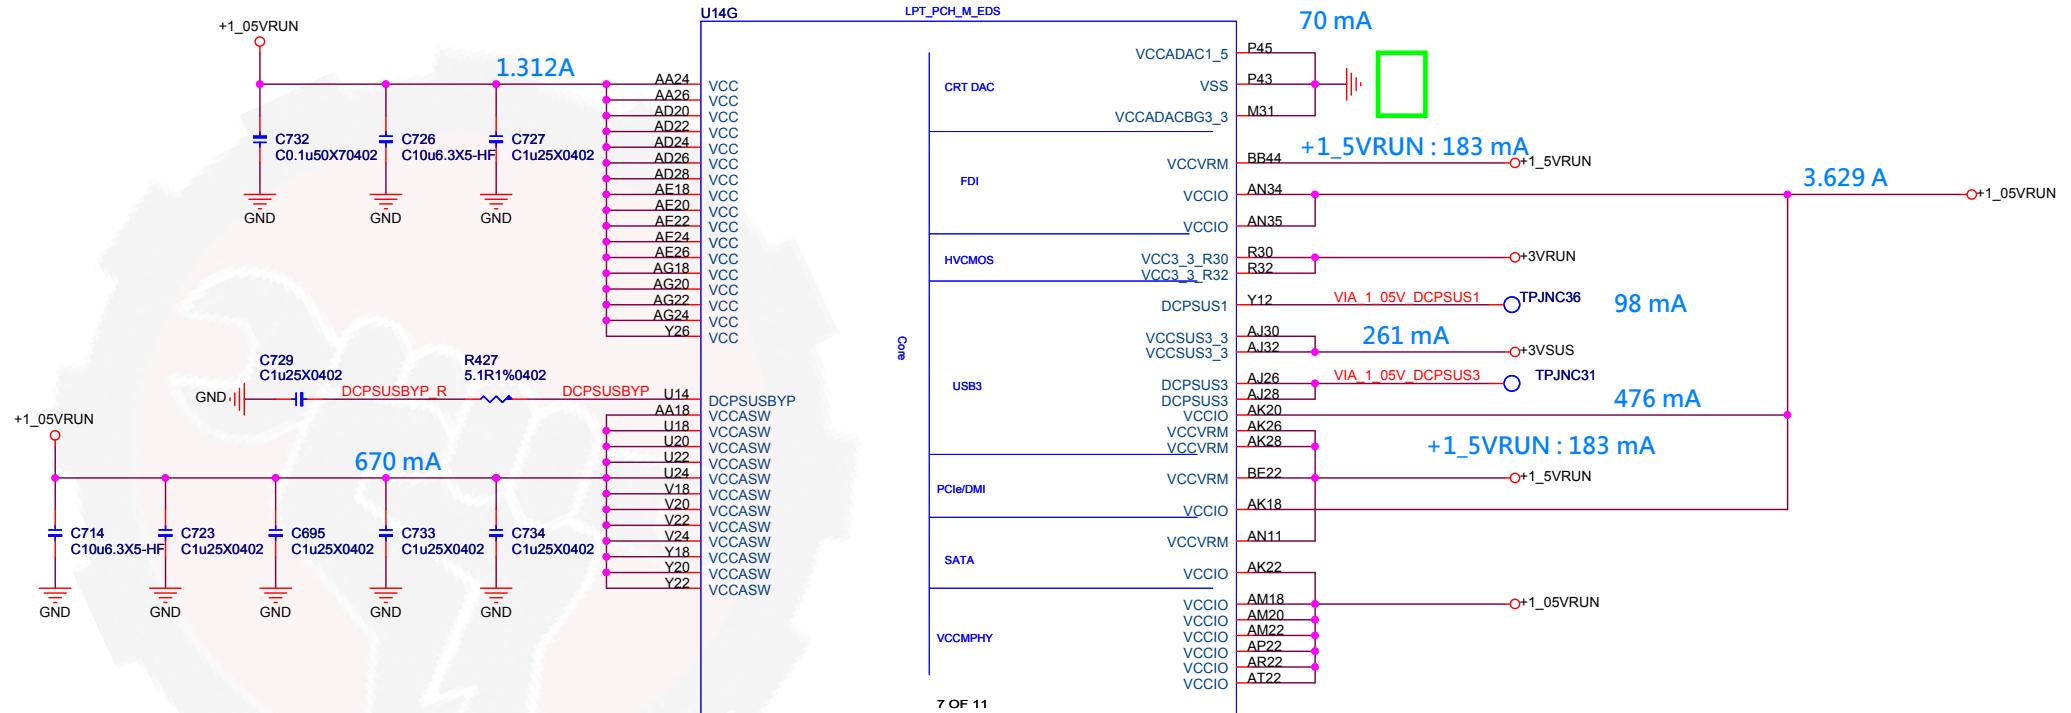 U14G
LPT_PCH_M_EDS
+1_05VRUN
1.312A
AA24 VCC
AA26 VCC
AD20 VCC
AD22 VCC
AD24 VCC
AD26 VCC
AD28 VCC
AE18 VCC
AE20 VCC
AE22 VCC
AE24 VCC
AE26 VCC
AG18 VCC
AG20 VCC
AG22 VCC
AG24 VCC
Y26 VCC
C732
C0.1u50X70402
C726
C10u6.3X5-HF
C727
C1u25X0402
GND
GND
GND
C729
C1u25X0402
R427
5.1R1%0402
GND
DCPSUSBYP_R
DCPSUSBYP
U14 DCPSUSBYP
AA18 VCCASW
U18 VCCASW
U20 VCCASW
U22 VCCASW
U24 VCCASW
V18 VCCASW
V20 VCCASW
V22 VCCASW
V24 VCCASW
Y18 VCCASW
Y20 VCCASW
Y22 VCCASW
+1_05VRUN
670 mA
C714
C10u6.3X5-HF
C723
C1u25X0402
C695
C1u25X0402
C733
C1u25X0402
C734
C1u25X0402
GND
GND
GND
GND
GND
Core
CRT DAC
FDI
HVCMOS
USB3
PCIe/DMI
SATA
VCCMPHY
7 OF 11
70 mA
VCCADAC1_5 P45
VSS P43
VCCADACBG3_3 M31
+1_5VRUN : 183 mA
VCCVRM BB44 +1_5VRUN
3.629 A
VCCIO AN34 +1_05VRUN
VCCIO AN35
VCC3_3_R30 R30 +3VRUN
VCC3_3_R32 R32
DCPSUS1 Y12 VIA_1_05V_DCPSUS1 TPJNC36 98 mA
VCCSUS3_3 AJ30 261 mA
VCCSUS3_3 AJ32 +3VSUS
DCPSUS3 AJ26 VIA_1_05V_DCPSUS3 TPJNC31
DCPSUS3 AJ28 476 mA
VCCIO AK20
VCCVRM AK26
VCCVRM AK28 +1_5VRUN : 183 mA
VCCVRM BE22 +1_5VRUN
VCCIO AK18
VCCVRM AN11
VCCIO AK22
VCCIO AM18 +1_05VRUN
VCCIO AM20
VCCIO AM22
VCCIO AP22
VCCIO AR22
VCCIO AT22